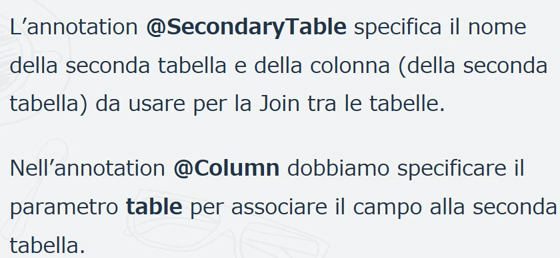 L’annotation @SecondaryTable specifica il nome
della seconda tabella e della colonna (della seconda
tabella) da usare per la Join tra le tabelle.
Nell’annotation @Column dobbiamo specificare il
parametro table per associare il campo alla seconda
tabella.